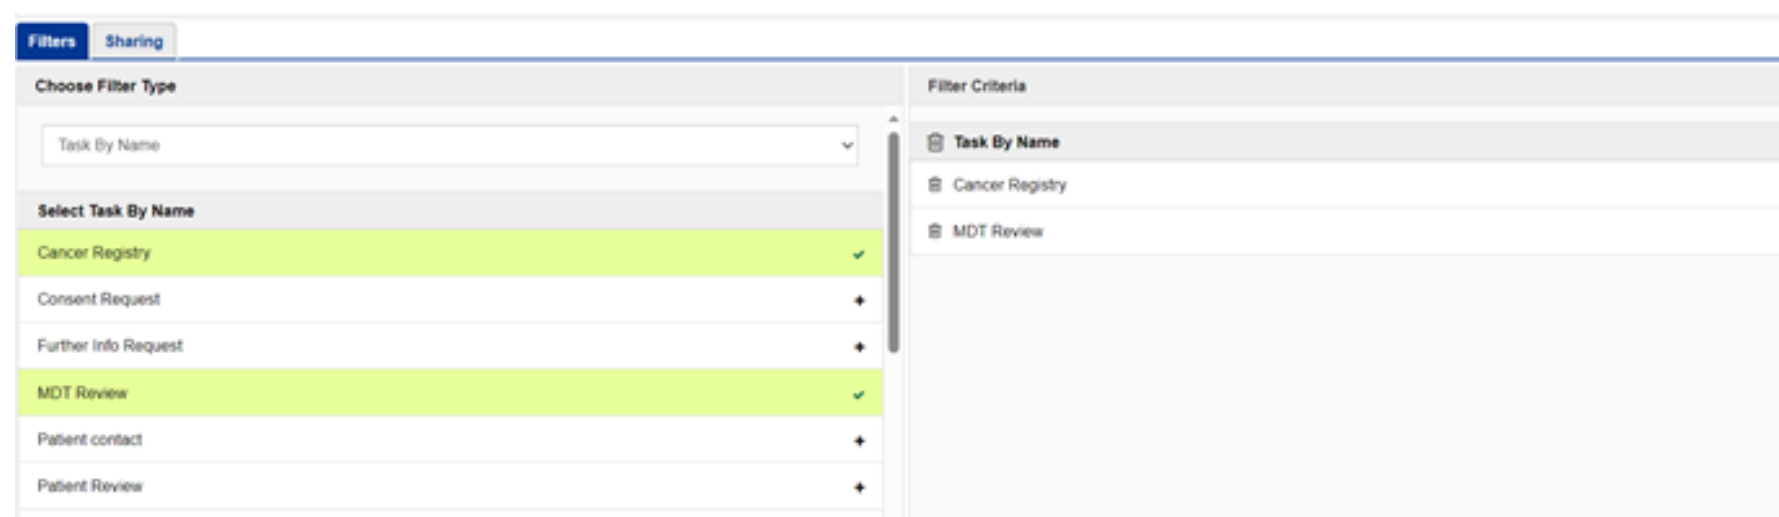 Filters Sharing
Choose Filter Type
Task By Name
Select Task By Name
Cancer Registry
Consent Request
Further Info Request
MDT Review
Patient contact
Patient Review
Filter Criteria
Task By Name
Cancer Registry
MDT Review